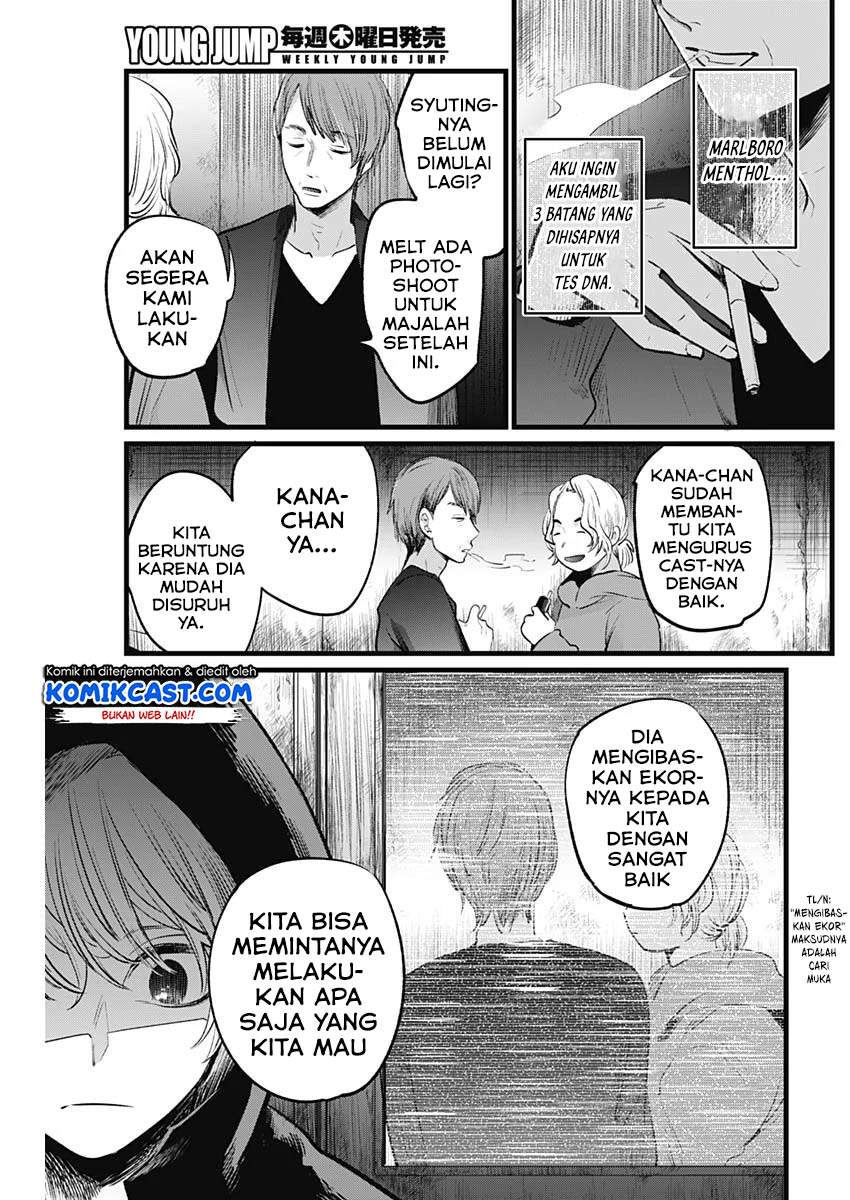 YOUNG JUMP 毎週木曜日発売
WEEKLY YOUNG JUMP
MARLBORO
MENTHOL...
AKU INGIN
MENGAMBIL
3 BATANG YANG
DIHISAPNYA
UNTUK
TES DNA.
SYUTING-
NYA
BELUM
DIMULAI
LAGI?
MELT ADA
PHOTO-
SHOOT
UNTUK
MAJALAH
SETELAH
INI.
AKAN
SEGERA
KAMI
LAKU-
KAN
KANA-CHAN
SUDAH
MEMBAN-
TU KITA
MENGURUS
CAST-NYA
DENGAN
BAIK.
KANA-
CHAN
YA...
KITA
BERUNTUNG
KARENA DIA
MUDAH
DISURUH
YA.
Komik ini diterjemahkan & diedit oleh
KOMIKCAST.COM
BUKAN WEB LAIN!!
DIA
MENGIBAS-
KAN EKOR-
NYA KEPADA
KITA
DENGAN
SANGAT
BAIK
TL/N:
"MENGIBAS-
KAN EKOR"
MAKSUDNYA
ADALAH
CARI
MUKA
KITA BISA
MEMINTANYA
MELAKU-
KAN APA
SAJA YANG
KITA MAU